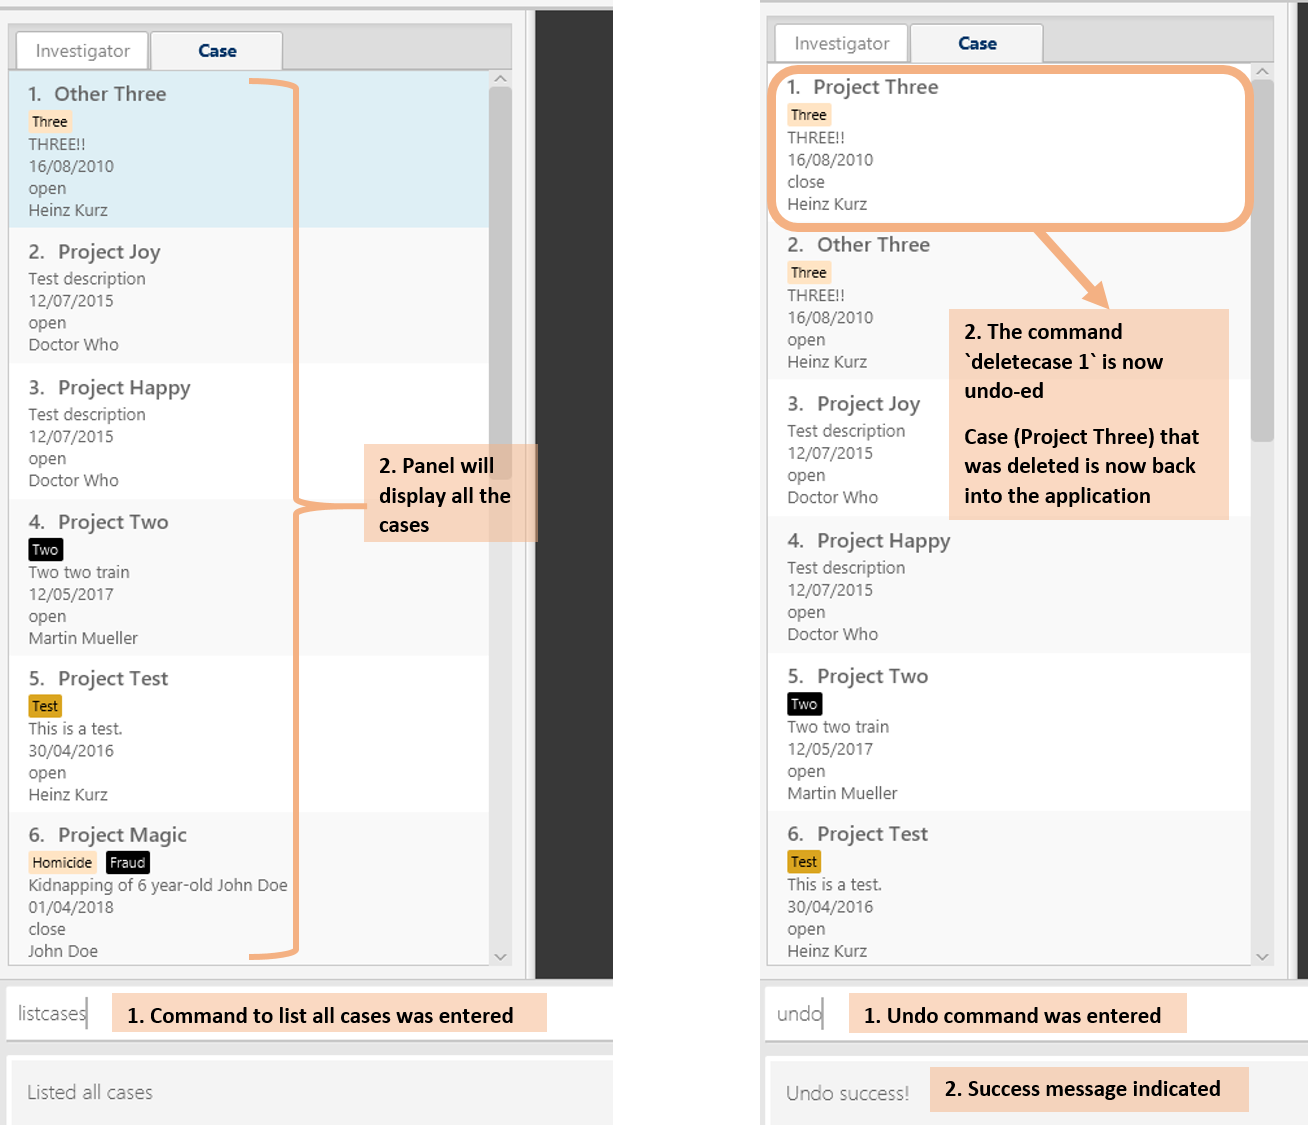 Investigator
Case
1. Other Three
Three
THREE!!
16/08/2010
open
Heinz Kurz
2. Project Joy
Test description
12/07/2015
open
Doctor Who
3. Project Happy
Test description
12/07/2015
open
Doctor Who
4. Project Two
Two
Two two train
12/05/2017
open
Martin Mueller
5. Project Test
Test
This is a test.
30/04/2016
open
Heinz Kurz
6. Project Magic
Homicide Fraud
Kidnapping of 6 year-old John Doe
01/04/2018
close
John Doe
2. Panel will
display all the
cases
listcases
1. Command to list all cases was entered
Listed all cases
Investigator
Case
1. Project Three
Three
THREE!!
16/08/2010
close
Heinz Kurz
2. Other Three
Three
THREE!!
16/08/2010
open
Heinz Kurz
3. Project Joy
Test description
12/07/2015
open
Doctor Who
4. Project Happy
Test description
12/07/2015
open
Doctor Who
5. Project Two
Two
Two two train
12/05/2017
open
Martin Mueller
6. Project Test
Test
This is a test.
30/04/2016
open
Heinz Kurz
2. The command
`deletecase 1` is now
undo-ed
Case (Project Three) that
was deleted is now back
into the application
undo
1. Undo command was entered
Undo success!
2. Success message indicated